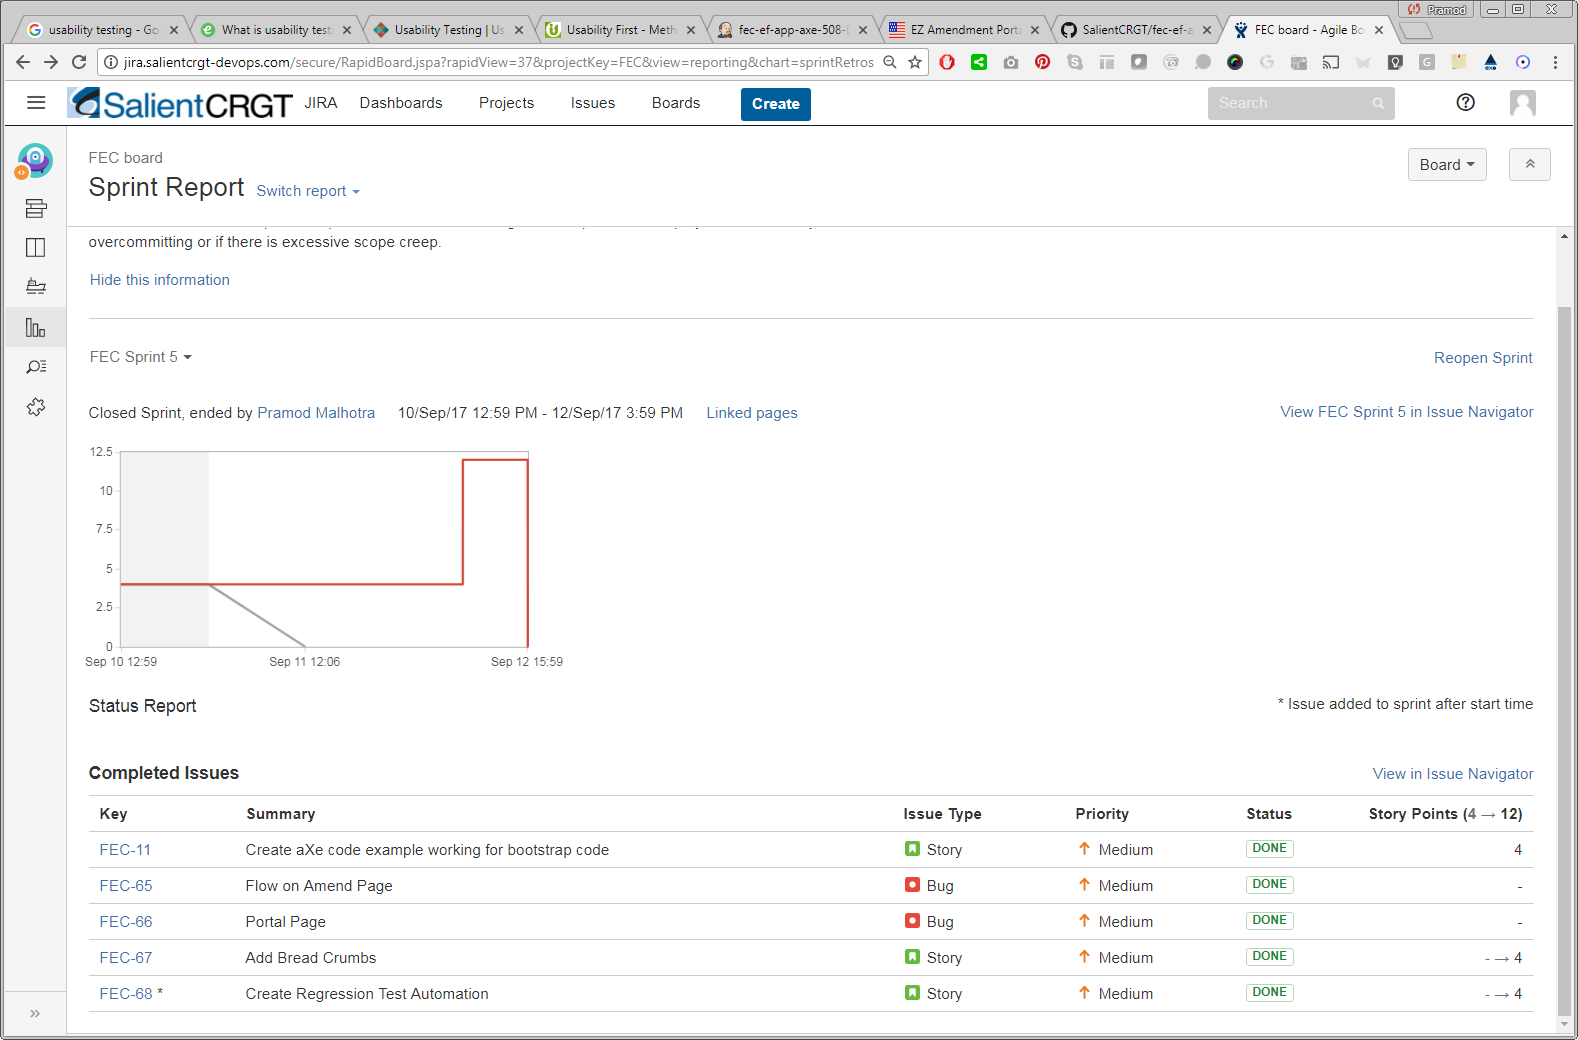 Pramod
usability testing - Go
What is usability testi
Usability Testing | Us
Usability First - Meth
fec-ef-app-axe-508-
EZ Amendment Porta
SalientCRGT/fec-ef-a
FEC board - Agile Bo
jira.salientcrgt-devops.com/secure/RapidBoard.jspa?rapidView=37&projectKey=FEC&view=reporting&chart=sprintRetros
SalientCRGT JIRA Dashboards Projects Issues Boards Create Search
FEC board
Sprint Report Switch report
Board
overcommitting or if there is excessive scope creep.
Hide this information
FEC Sprint 5
Reopen Sprint
Closed Sprint, ended by Pramod Malhotra 10/Sep/17 12:59 PM - 12/Sep/17 3:59 PM Linked pages
View FEC Sprint 5 in Issue Navigator
12.5
10
7.5
5
2.5
0
Sep 10 12:59 Sep 11 12:06 Sep 12 15:59
Status Report
* Issue added to sprint after start time
Completed Issues
View in Issue Navigator
Key Summary Issue Type Priority Status Story Points (4 → 12)
FEC-11 Create aXe code example working for bootstrap code Story Medium DONE 4
FEC-65 Flow on Amend Page Bug Medium DONE -
FEC-66 Portal Page Bug Medium DONE -
FEC-67 Add Bread Crumbs Story Medium DONE - → 4
FEC-68 * Create Regression Test Automation Story Medium DONE - → 4